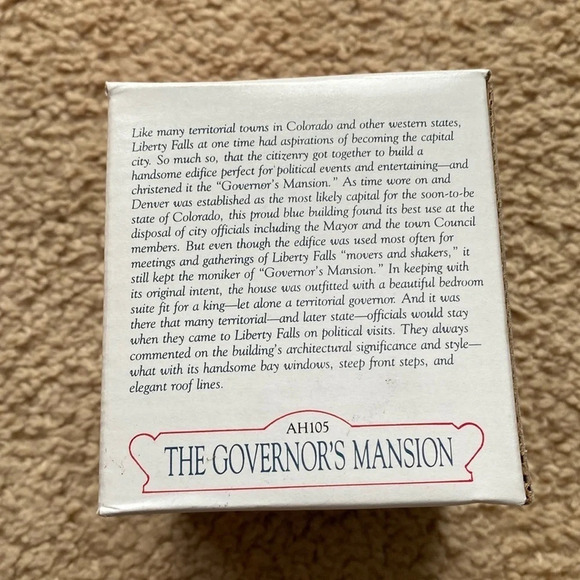 Like many territorial towns in Colorado and other western states,
Liberty Falls at one time had aspirations of becoming the capital
city. So much so, that the citizenry got together to build a
handsome edifice perfect for political events and entertaining—and
christened it the “Governor’s Mansion.” As time wore on and
Denver was established as the most likely capital for the soon-to-be
state of Colorado, this proud blue building found its best use at the
disposal of city officials including the Mayor and the town Council
members. But even though the edifice was used most often for
meetings and gatherings of Liberty Falls “movers and shakers,” it
still kept the moniker of “Governor’s Mansion.” In keeping with
its original intent, the house was outfitted with a beautiful bedroom
suite fit for a king—let alone a territorial governor. And it was
there that many territorial—and later state—officials would stay
when they came to Liberty Falls on political visits. They always
commented on the building’s architectural significance and style—
what with its handsome bay windows, steep front steps, and
elegant roof lines.
AH105
THE GOVERNOR'S MANSION